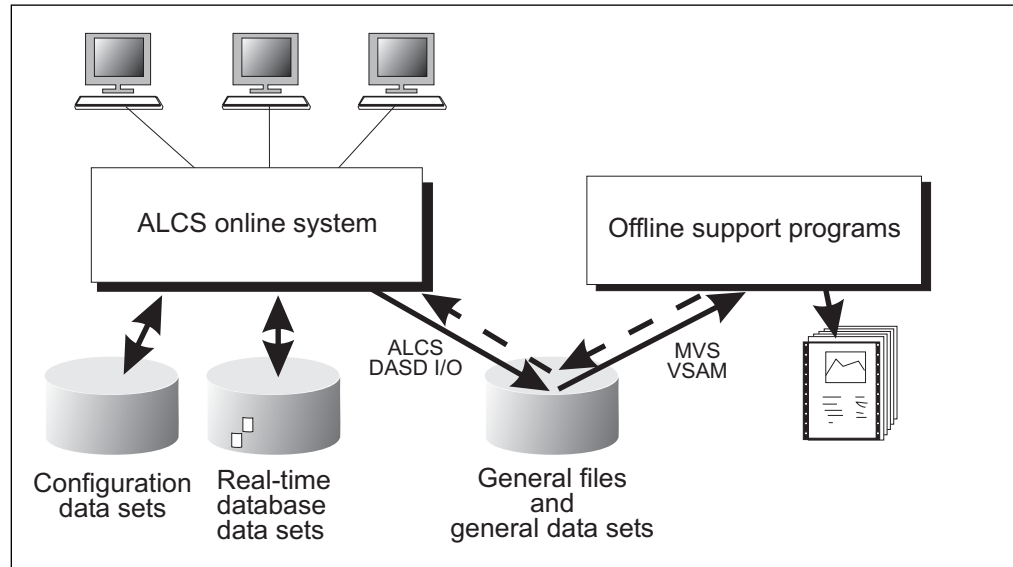 ALCS online system
Offline support programs
ALCS
DASD I/O
MVS
VSAM
Configuration
data sets
Real-time
database
data sets
General files
and
general data sets